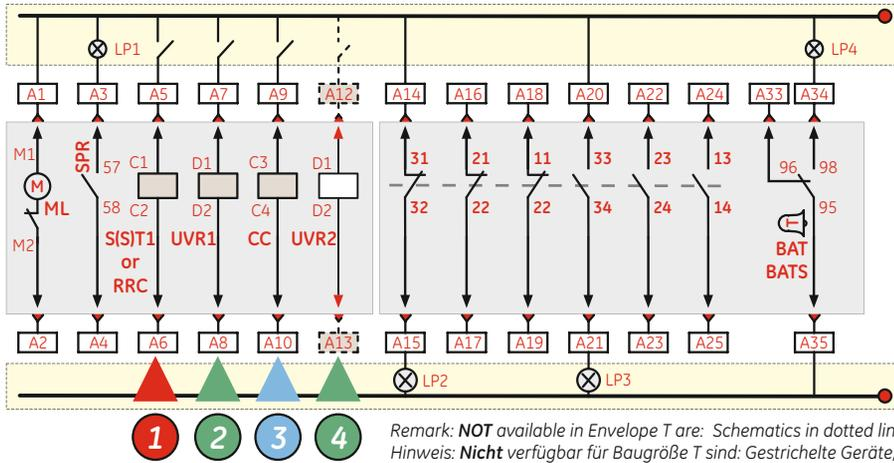 LP1
LP4
A1 A3 A5 A7 A9 A12 A14 A16 A18 A20 A22 A24 A33 A34
M1 SPR 57 C1 D1 C3 D1 31 21 11 33 23 13 96 98
M
ML 58 C2 D2 C4 D2 32 22 22 34 24 14 95
M2
S(S)T1 UVR1 CC UVR2
or
RRC
T
BAT
BATS
A2 A4 A6 A8 A10 A13 A15 A17 A19 A21 A23 A25 A35
LP2 LP3
1 2 3 4
Remark: NOT available in Envelope T are: Schematics in dotted lin
Hinweis: Nicht verfügbar für Baugröße T sind: Gestrichelte Geräte,